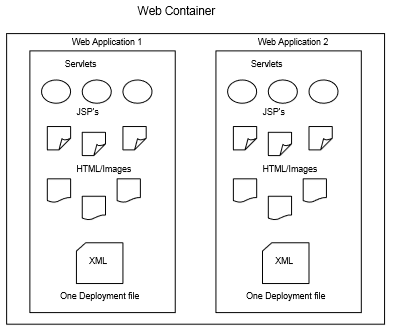 Web Container
Web Application 1
Servlets
JSP's
HTML/Images
XML
One Deployment file
Web Application 2
Servlets
JSP's
HTML/Images
XML
One Deployment file